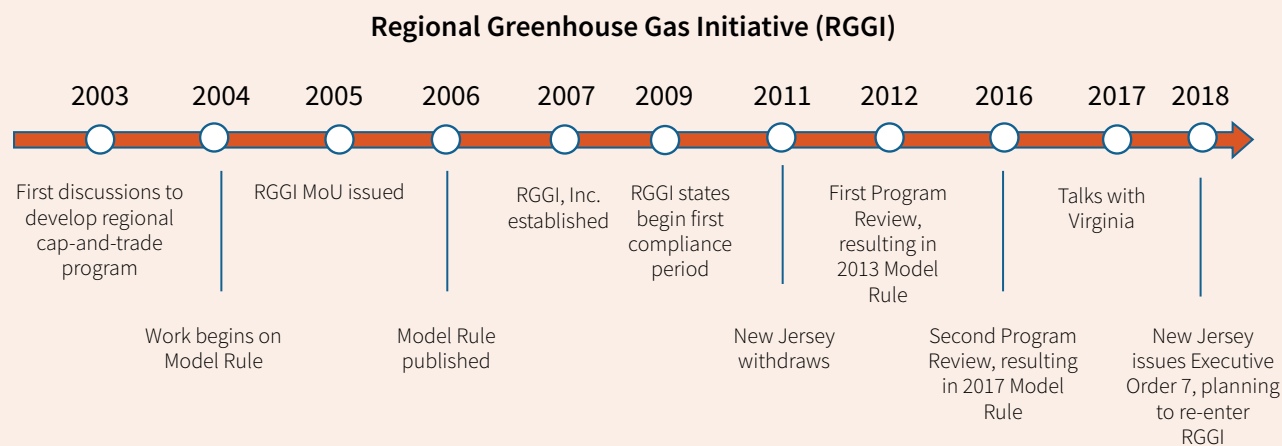 Regional Greenhouse Gas Initiative (RGGI)
2003 2004 2005 2006 2007 2009 2011 2012 2016 2017 2018
First discussions to
develop regional
cap-and-trade
program
Work begins on
Model Rule
RGGI MoU issued
Model Rule
published
RGGI, Inc.
established
RGGI states
begin first
compliance
period
New Jersey
withdraws
First Program
Review,
resulting in
2013 Model
Rule
Second Program
Review, resulting
in 2017 Model
Rule
Talks with
Virginia
New Jersey
issues Executive
Order 7, planning
to re-enter
RGGI